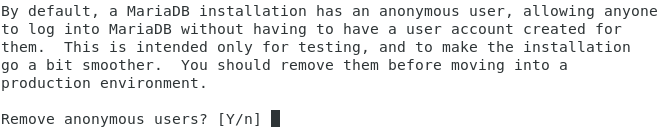 By default, a MariaDB installation has an anonymous user, allowing anyone
to log into MariaDB without having to have a user account created for
them.  This is intended only for testing, and to make the installation
go a bit smoother.  You should remove them before moving into a
production environment.

Remove anonymous users? [Y/n]